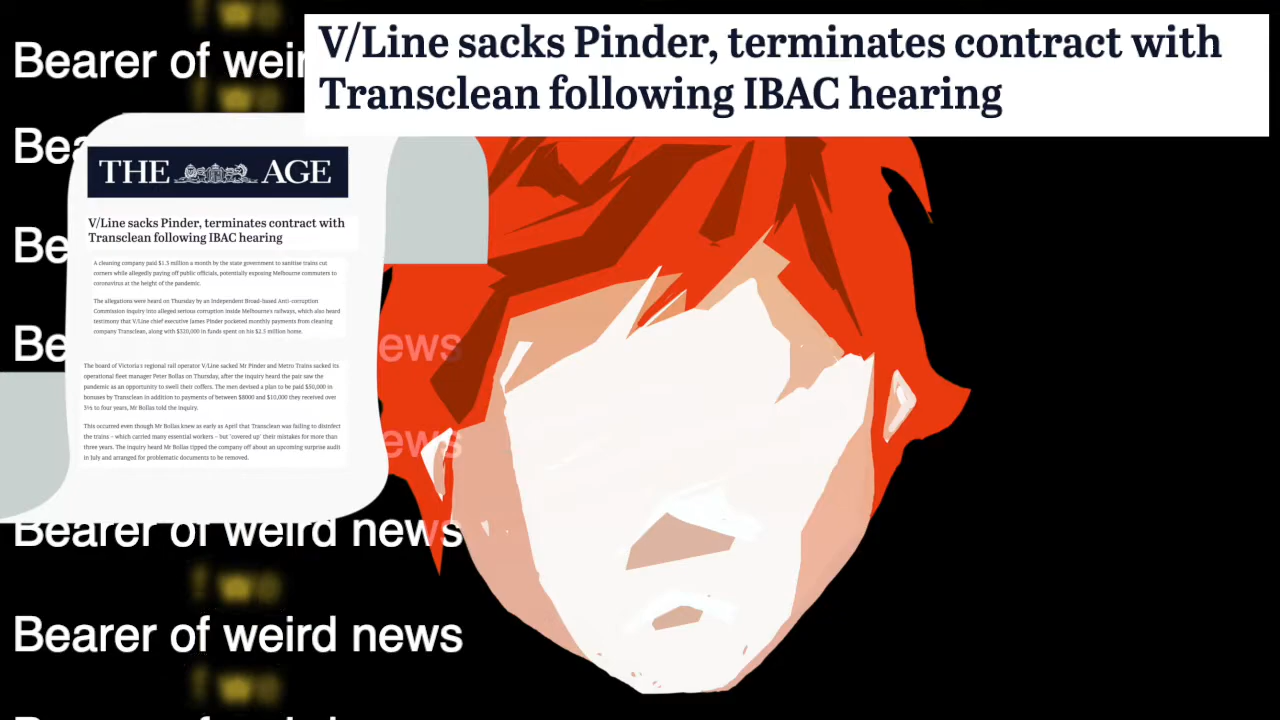 V/Line sacks Pinder, terminates contract with
Transclean following IBAC hearing
Bearer of weir
Bea
Be
Be
ews
ews
Bearer of weird news
Bearer of weird news
THE AGE
V/Line sacks Pinder, terminates contract with
Transclean following IBAC hearing
A cleaning company paid $1.3 million a month by the state government to sanitise trains cut
corners while allegedly paying off public officials, potentially exposing Melbourne commuters to
coronavirus at the height of the pandemic.
The allegations were heard on Thursday by an Independent Broad-based Anti-corruption
Commission inquiry into alleged serious corruption inside Melbourne's railways, which also heard
testimony that V/Line chief executive James Pinder pocketed monthly payments from cleaning
company Transclean, along with $320,000 in funds spent on his $2.5 million home.
The board of Victoria's regional rail operator V/Line sacked Mr Pinder and Metro Trains sacked its
operational fleet manager Peter Bollas on Thursday, after the inquiry heard the pair saw the
pandemic as an opportunity to swell their coffers. The men devised a plan to be paid $50,000 in
bonuses by Transclean in addition to payments of between $8000 and $10,000 they received over
3½ to four years, Mr Bollas told the inquiry.
This occurred even though Mr Bollas knew as early as April that Transclean was failing to disinfect
the trains – which carried many essential workers – but 'covered up' their mistakes for more than
three years. The inquiry heard Mr Bollas tipped the company off about an upcoming surprise audit
in July and arranged for problematic documents to be removed.